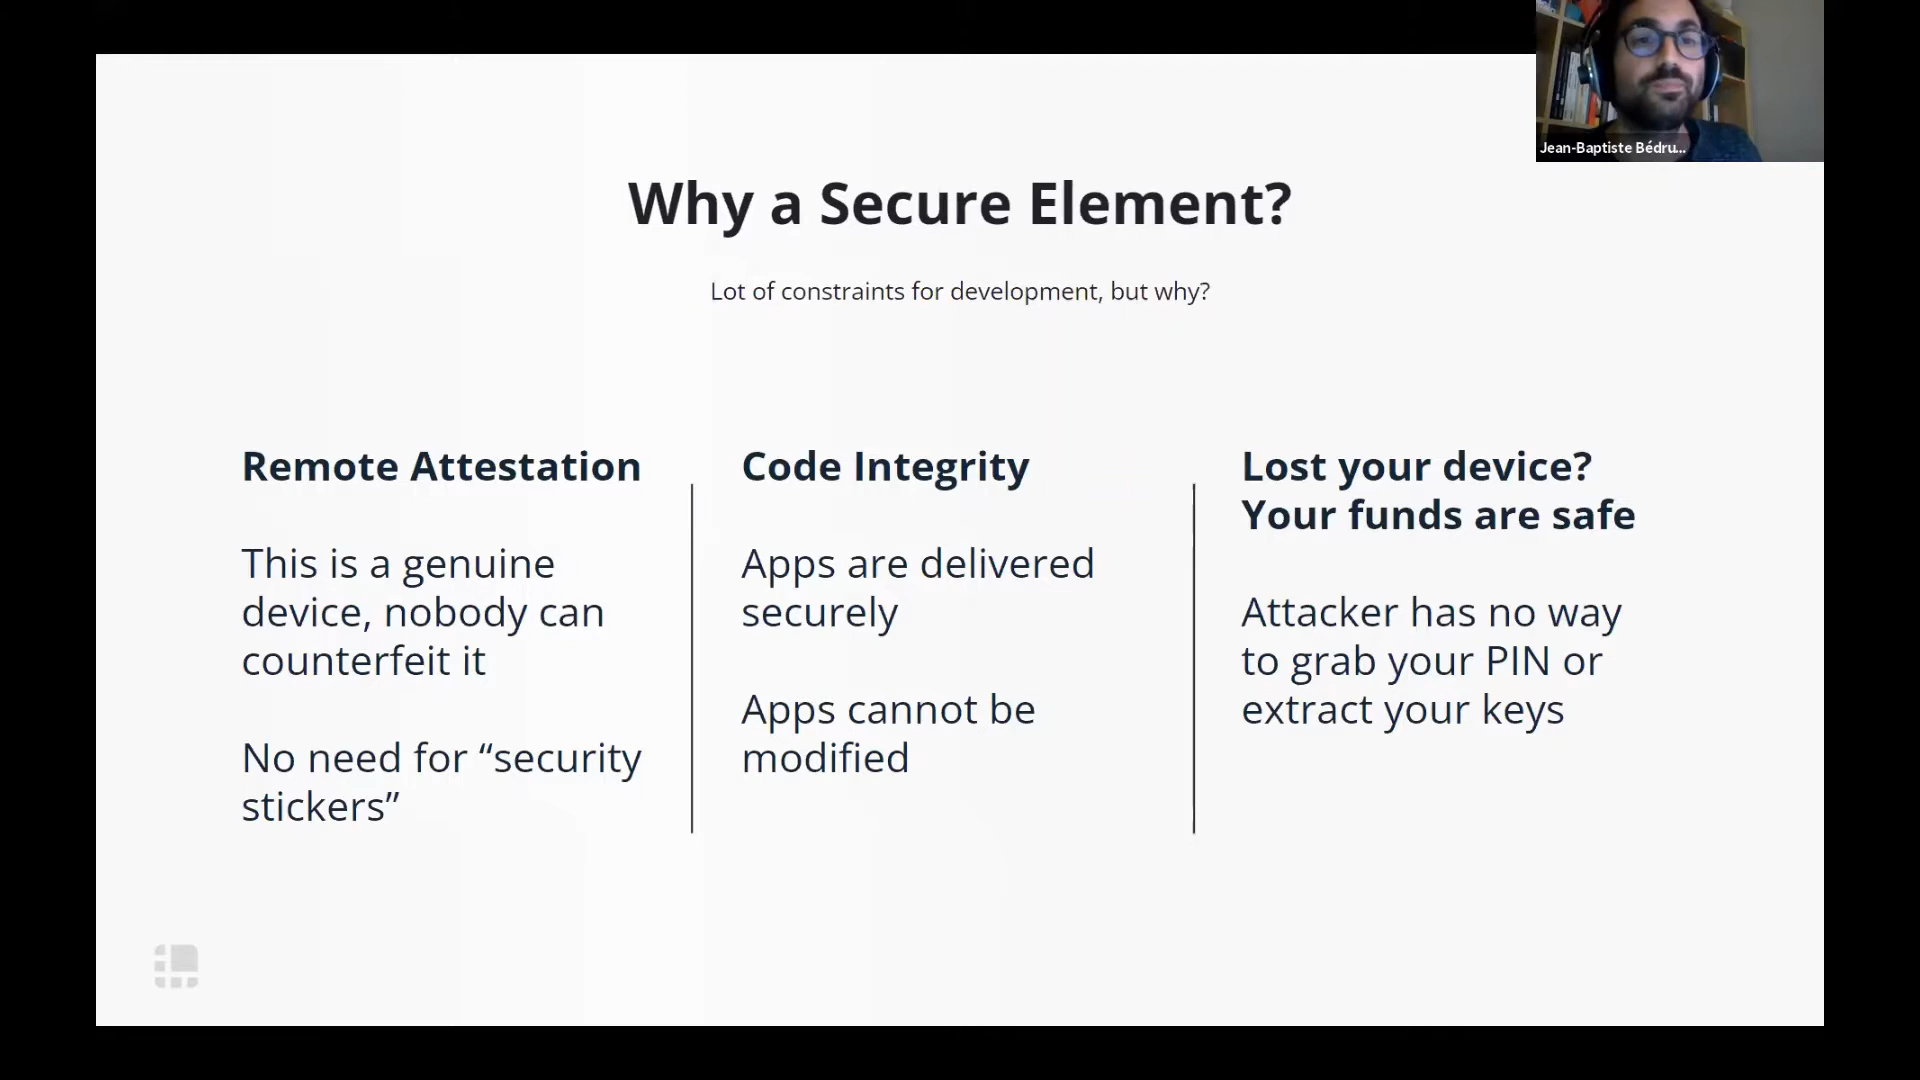 Jean-Baptiste Bédru...
Why a Secure Element?
Lot of constraints for development, but why?
Remote Attestation
This is a genuine
device, nobody can
counterfeit it
No need for “security
stickers”
Code Integrity
Apps are delivered
securely
Apps cannot be
modified
Lost your device?
Your funds are safe
Attacker has no way
to grab your PIN or
extract your keys